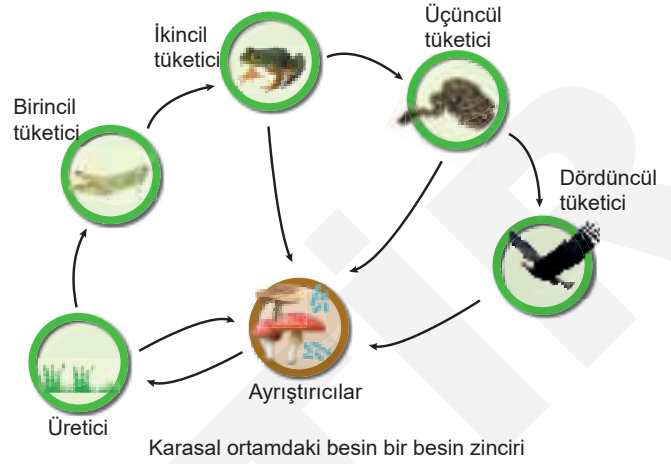 Üçüncül
tüketici
İkincil
tüketici
Birincil
tüketici
Dördüncül
tüketici
Ayrıştırıcılar
Üretici
Karasal ortamdaki besin bir besin zinciri